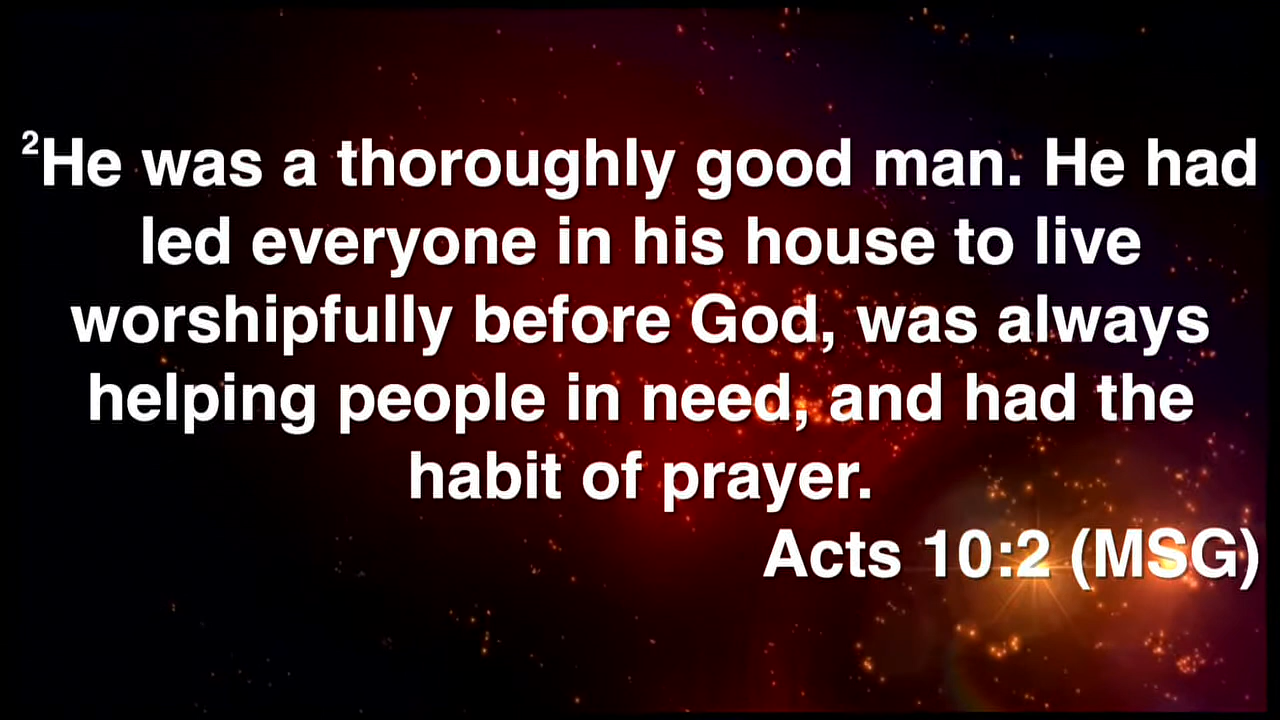 ²He was a thoroughly good man. He had
led everyone in his house to live
worshipfully before God, was always
helping people in need, and had the
habit of prayer.
Acts 10:2 (MSG)